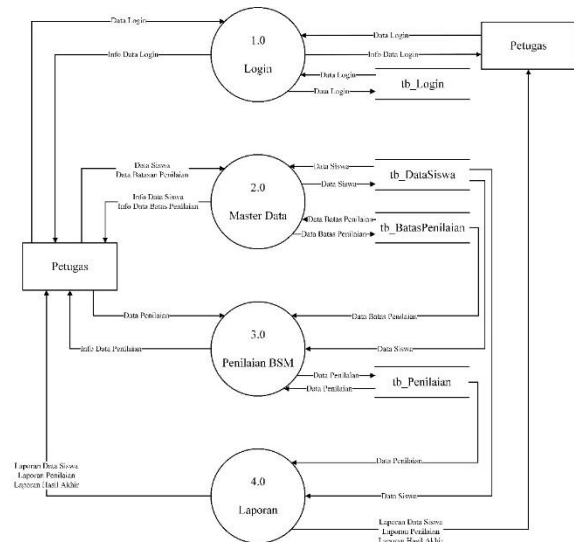 Data Login
1.0
Login
Data Login
Petugas
Info Data Login
Info Data Login
Data Login
tb_Login
Data Login
Data Siswa
Data Batasan Penilaian
2.0
Master Data
Data Siswa
tb_DataSiswa
Data Siswa
Info Data Siswa
Info Data Batas Penilaian
Data Batas Penilaian
tb_BatasPenilaian
Data Batas Penilaian
Petugas
Data Penilaian
3.0
Penilaian BSM
Data Batas Penilaian
Info Data Penilaian
Data Siswa
Data Penilaian
tb_Penilaian
Data Penilaian
Laporan Data Siswa
Laporan Penilaian
Laporan Hasil Akhir
4.0
Laporan
Data Penilaian
Data Siswa
Laporan Data Siswa
Laporan Penilaian
Laporan Hasil Akhir